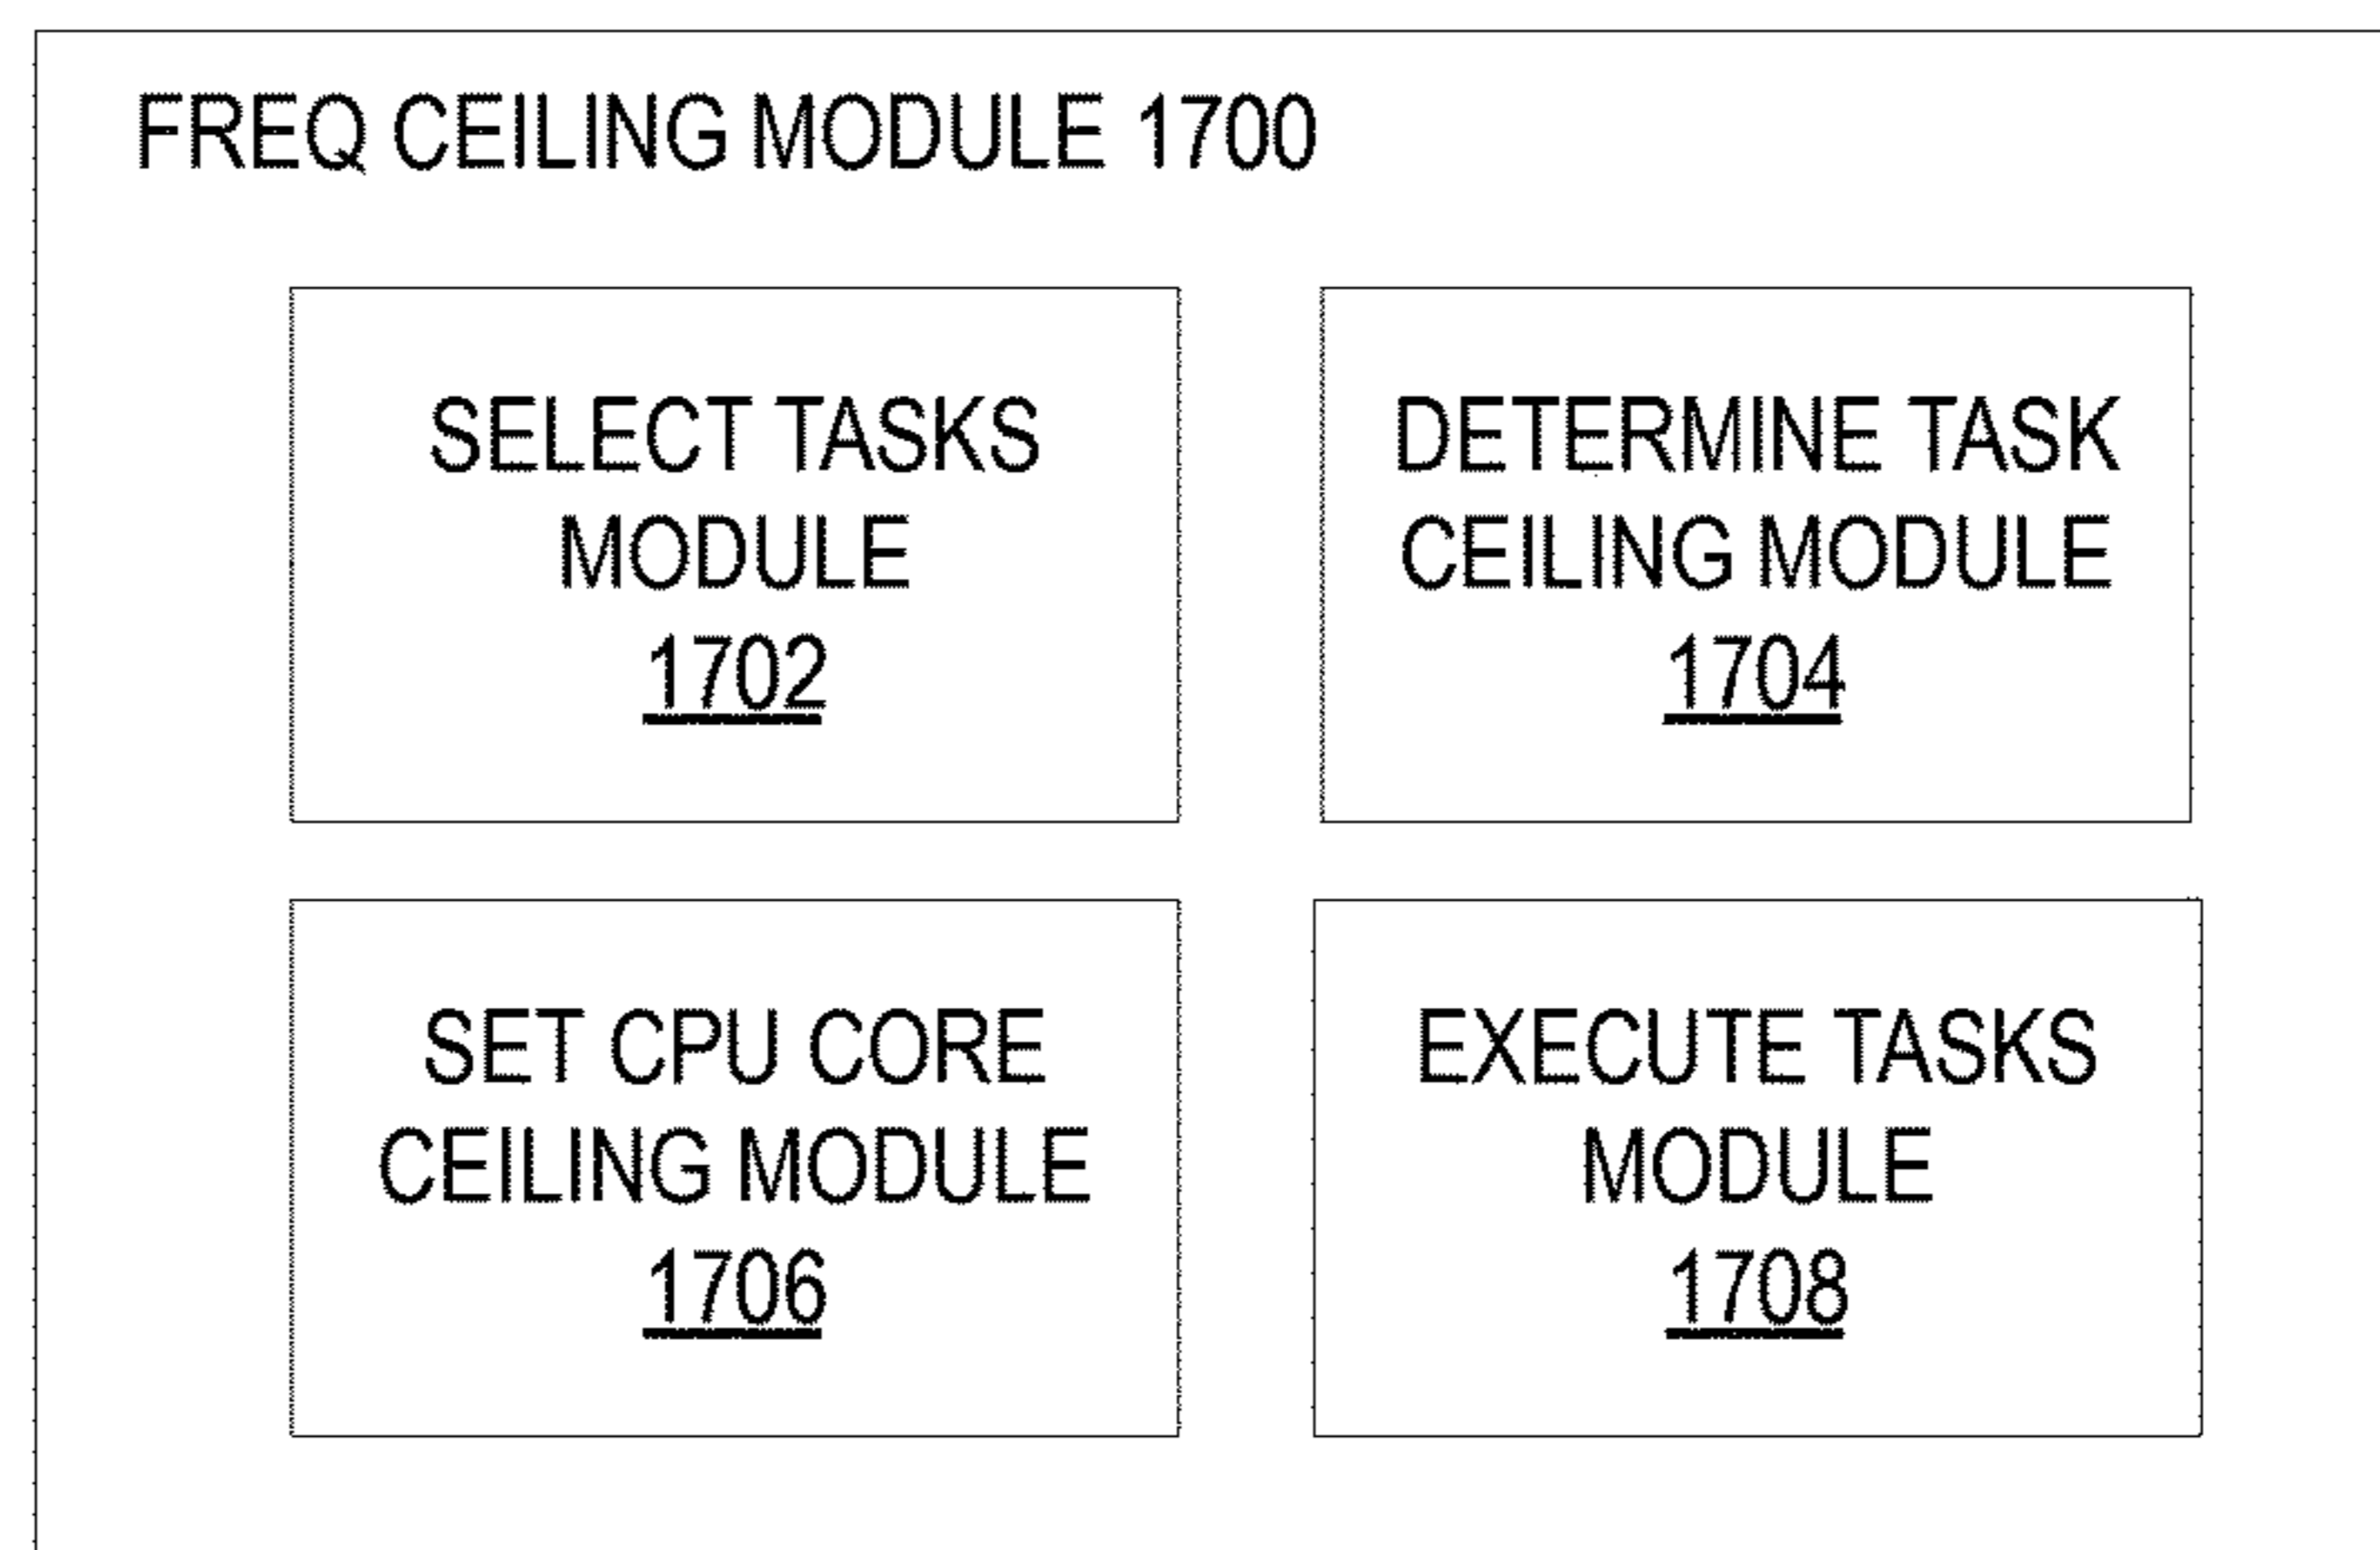 FREQ CEILING MODULE 1700
SELECT TASKS
MODULE
1702
DETERMINE TASK
CEILING MODULE
1704
SET CPU CORE
CEILING MODULE
1706
EXECUTE TASKS
MODULE
1708